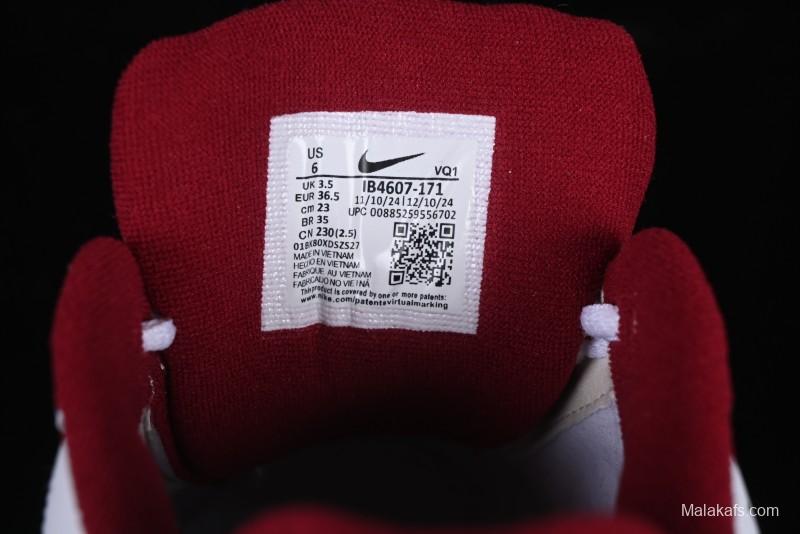 US
6
VQ1
UK 3.5
EUR 36.5
cm 23
BR 35
CN 230(2.5)
IB4607-171
11/10/24|12/10/24
UPC 00885259556702
01BK80XDSZS27
MADE IN VIETNAM
HECHO EN VIETNAM
FABRIQUE AU VIETNAM
FABRICADO NO VIETNÃ
This product is covered by one or more patents:
www.nike.com/patentsvirtualmarking
Malakafs.com